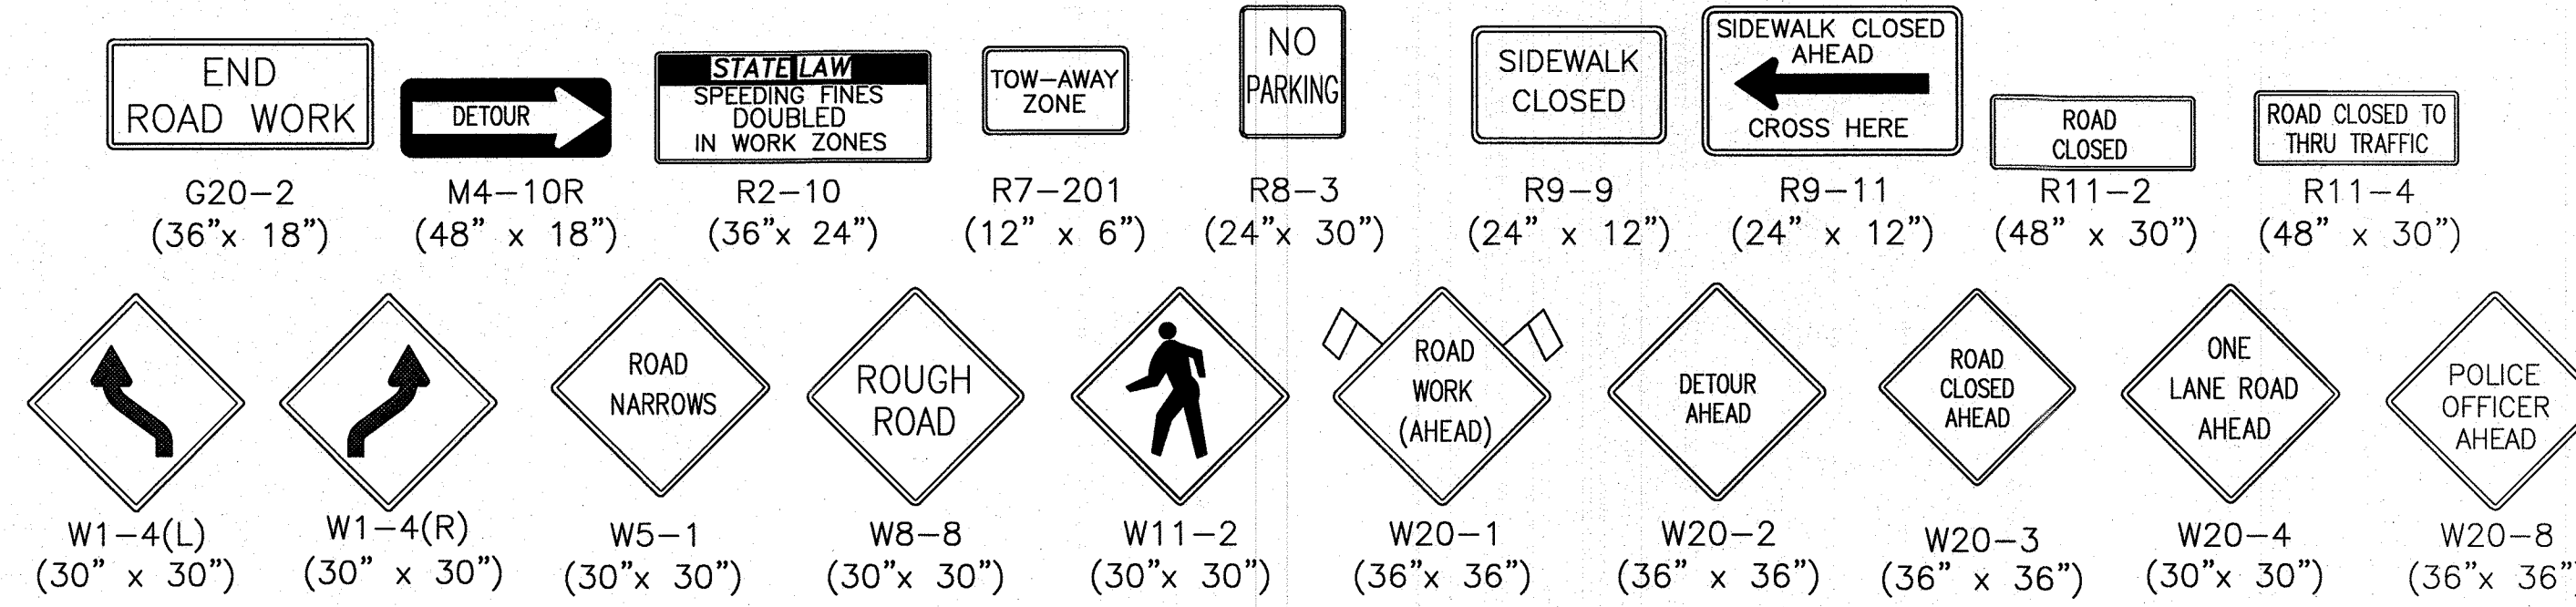 END
ROAD WORK
G20-2
(36"x 18")
DETOUR
M4-10R
(48" x 18")
STATE LAW
SPEEDING FINES
DOUBLED
IN WORK ZONES
R2-10
(36"x 24")
TOW-AWAY
ZONE
R7-201
(12" x 6")
NO
PARKING
R8-3
(24"x 30")
SIDEWALK
CLOSED
R9-9
(24" x 12")
SIDEWALK CLOSED
AHEAD
CROSS HERE
R9-11
(24" x 12")
ROAD
CLOSED
R11-2
(48" x 30")
ROAD CLOSED TO
THRU TRAFFIC
R11-4
(48" x 30")
W1-4(L)
(30" x 30")
W1-4(R)
(30" x 30")
ROAD
NARROWS
W5-1
(30"x 30")
ROUGH
ROAD
W8-8
(30"x 30")
W11-2
(30"x 30")
ROAD
WORK
(AHEAD)
W20-1
(36"x 36")
DETOUR
AHEAD
W20-2
(36" x 36")
ROAD
CLOSED
AHEAD
W20-3
(36" x 36")
ONE
LANE ROAD
AHEAD
W20-4
(30"x 30")
POLICE
OFFICER
AHEAD
W20-8
(36"x 36"